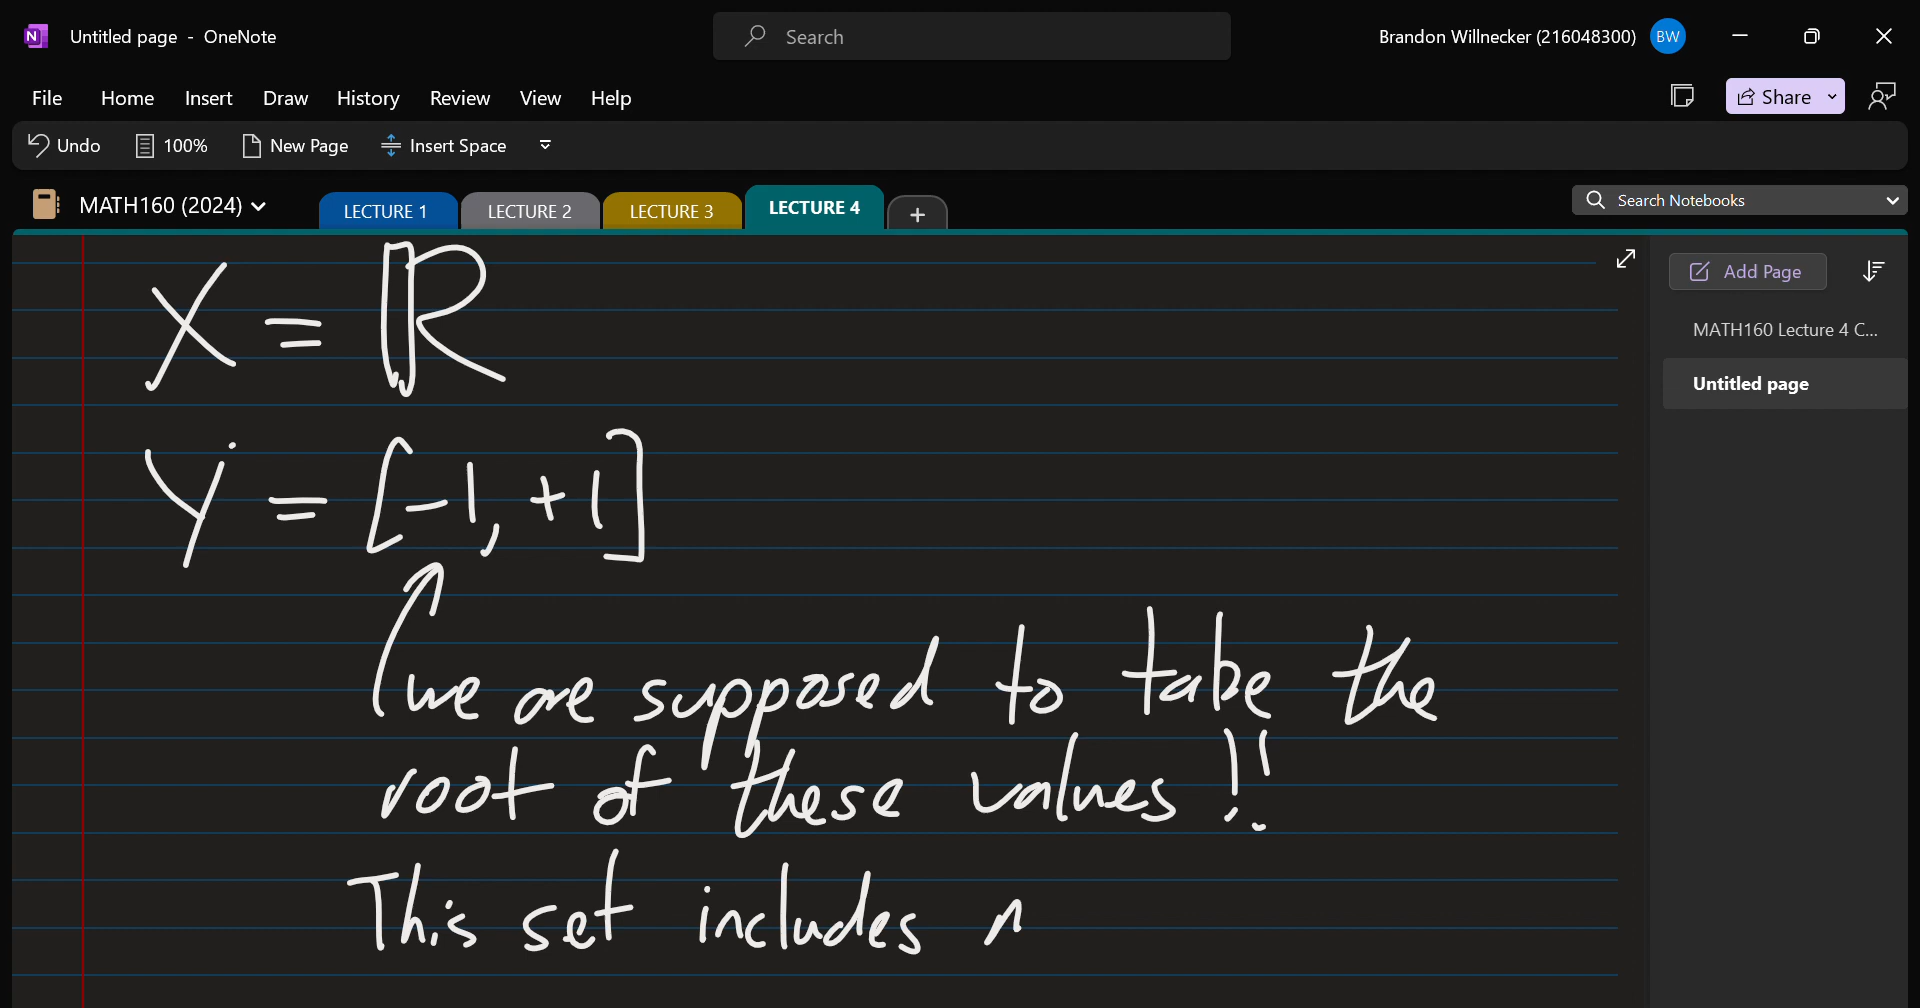 Untitled page - OneNote
Search
Brandon Willnecker (216048300) BW
File Home Insert Draw History Review View Help
Share
Undo 100% New Page Insert Space
MATH160 (2024) LECTURE 1 LECTURE 2 LECTURE 3 LECTURE 4 +
Search Notebooks
Add Page
MATH160 Lecture 4 C...
Untitled page
X = ℝ
Y = [-1, +1]
(we are supposed to take the
root of these values!!
This set includes n